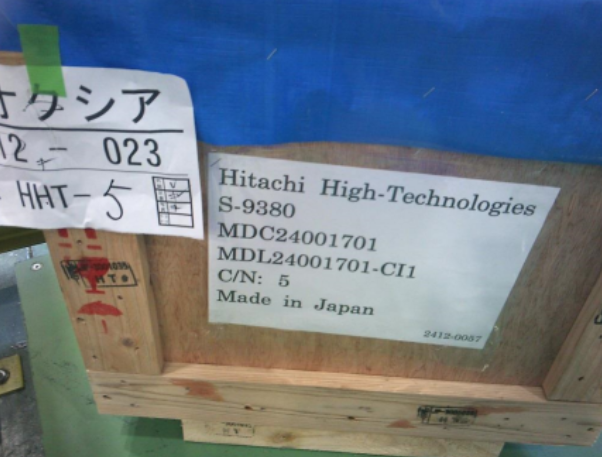 オクシア
12 - 023
HHT-5
Hitachi High-Technologies
S-9380
MDC24001701
MDL24001701-CI1
C/N: 5
Made in Japan
2412-0057